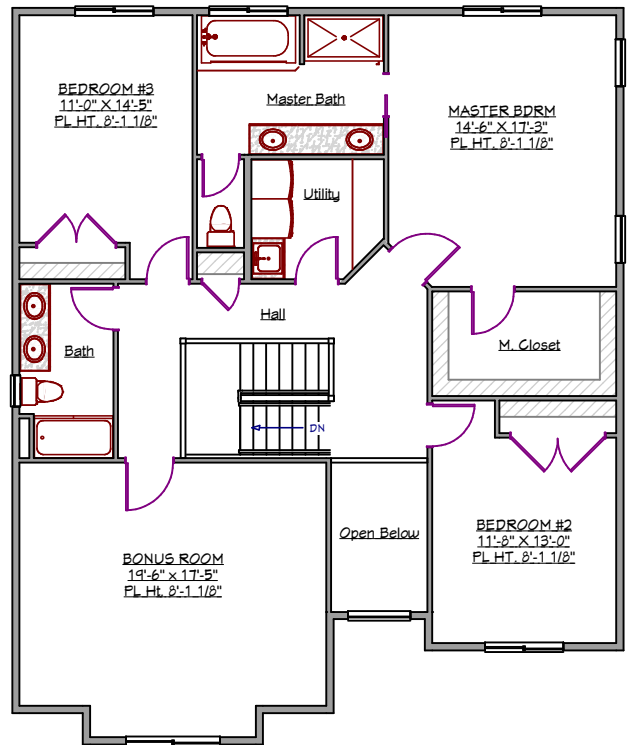 BEDROOM #3
11'-0" X 14'-5"
PL HT. 8'-1 1/8"
Master Bath
MASTER BDRM
14'-6" X 17'-3"
PL HT. 8'-1 1/8"
Utility
Hall
Bath
M. Closet
DN
Open Below
BEDROOM #2
11'-8" X 13'-0"
PL HT. 8'-1 1/8"
BONUS ROOM
19'-6" x 17'-5"
PL Ht. 8'-1 1/8"